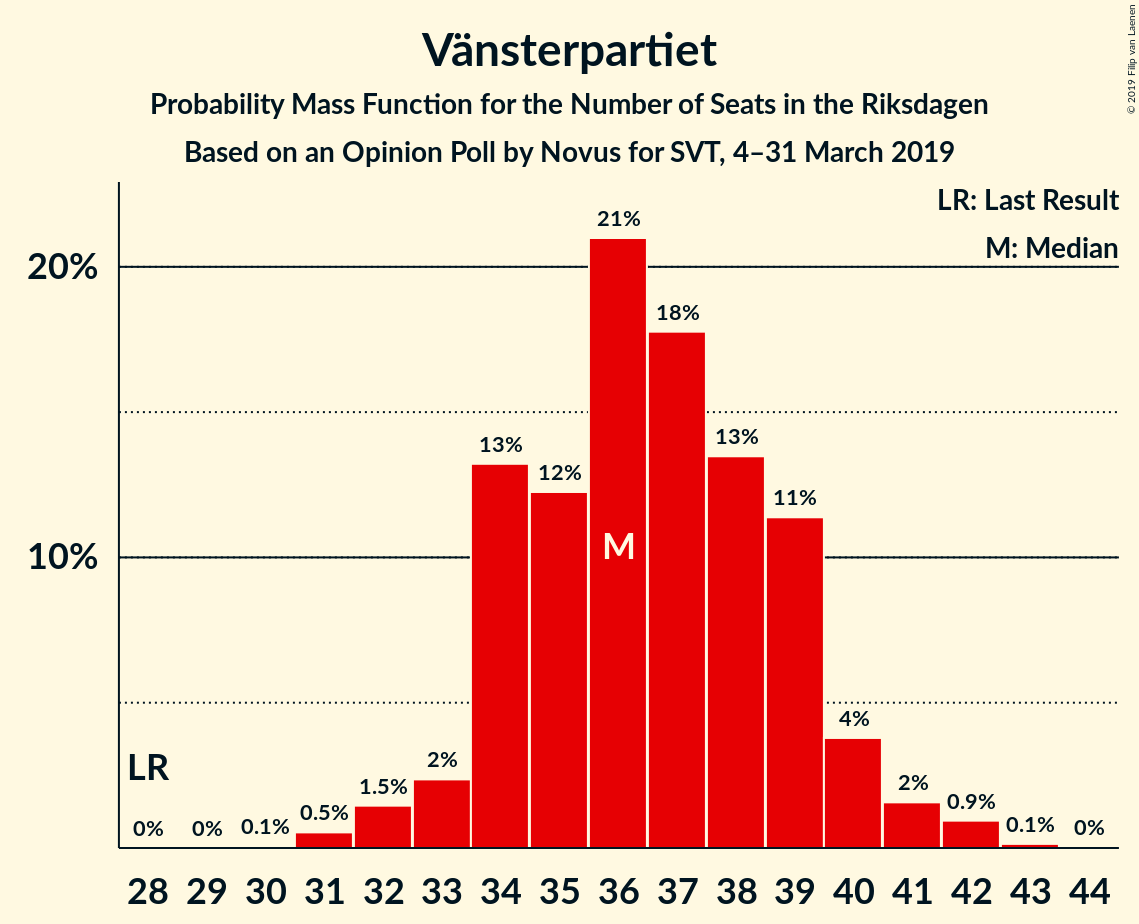 Vänsterpartiet
Probability Mass Function for the Number of Seats in the Riksdagen
Based on an Opinion Poll by Novus for SVT, 4–31 March 2019
© 2019 Filip van Laenen
LR: Last Result
M: Median
20%
10%
21%
18%
13%
12%
13%
11%
M
4%
LR
0%
0%
0.1%
0.5%
1.5%
2%
2%
0.9%
0.1%
0%
28 29 30 31 32 33 34 35 36 37 38 39 40 41 42 43 44